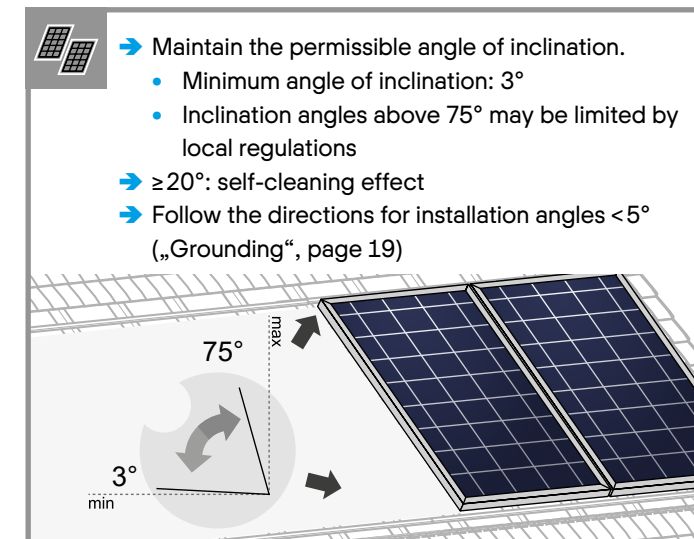 ➔ Maintain the permissible angle of inclination.
• Minimum angle of inclination: 3°
• Inclination angles above 75° may be limited by
local regulations
➔ ≥20°: self-cleaning effect
➔ Follow the directions for installation angles <5°
(„Grounding“, page 19)
max
75°
3°
min